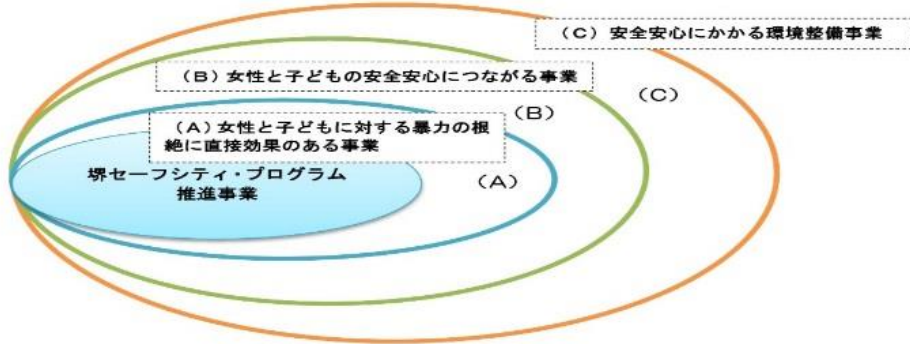 （C）安全安心にかかる環境整備事業
（B）女性と子どもの安全安心につながる事業
（C）
（B）
（A）女性と子どもに対する暴力の根
絶に直接効果のある事業
堺セーフシティ・プログラム
推進事業
（A）